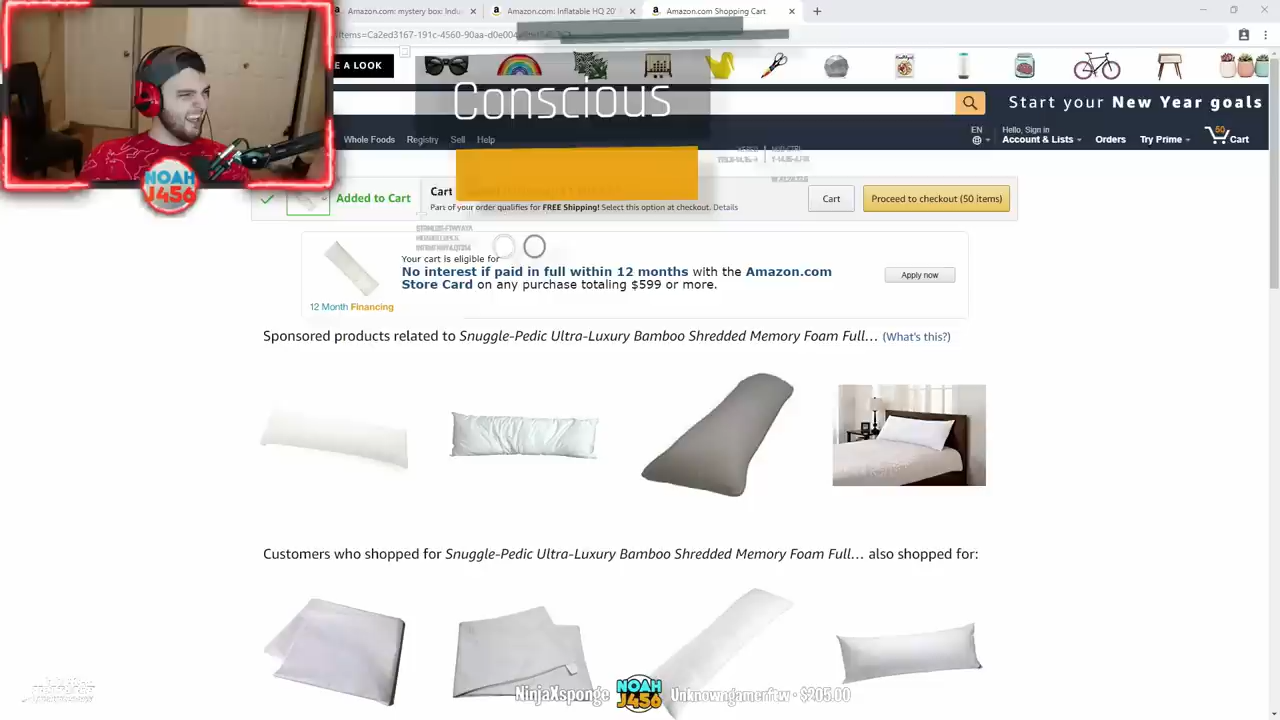 Amazon.com: mystery box: Indus
Amazon.com: Inflatable HQ 20'
Amazon.com Shopping Cart
E A LOOK
Conscious
Start your New Year goals
Whole Foods
Registry
Sell
Help
EN
Hello, Sign in
Account & Lists
Orders
Try Prime
50
Cart
NOAH
J456
Added to Cart
Cart
Part of your order qualifies for FREE Shipping! Select this option at checkout. Details
Cart
Proceed to checkout (50 items)
Your cart is eligible for
No interest if paid in full within 12 months with the Amazon.com
Store Card on any purchase totaling $599 or more.
Apply now
12 Month Financing
Sponsored products related to Snuggle-Pedic Ultra-Luxury Bamboo Shredded Memory Foam Full… (What's this?)
Customers who shopped for Snuggle-Pedic Ultra-Luxury Bamboo Shredded Memory Foam Full… also shopped for:
NinjaXsponge
NOAH
J456
Unknowngamerftw - $205.00